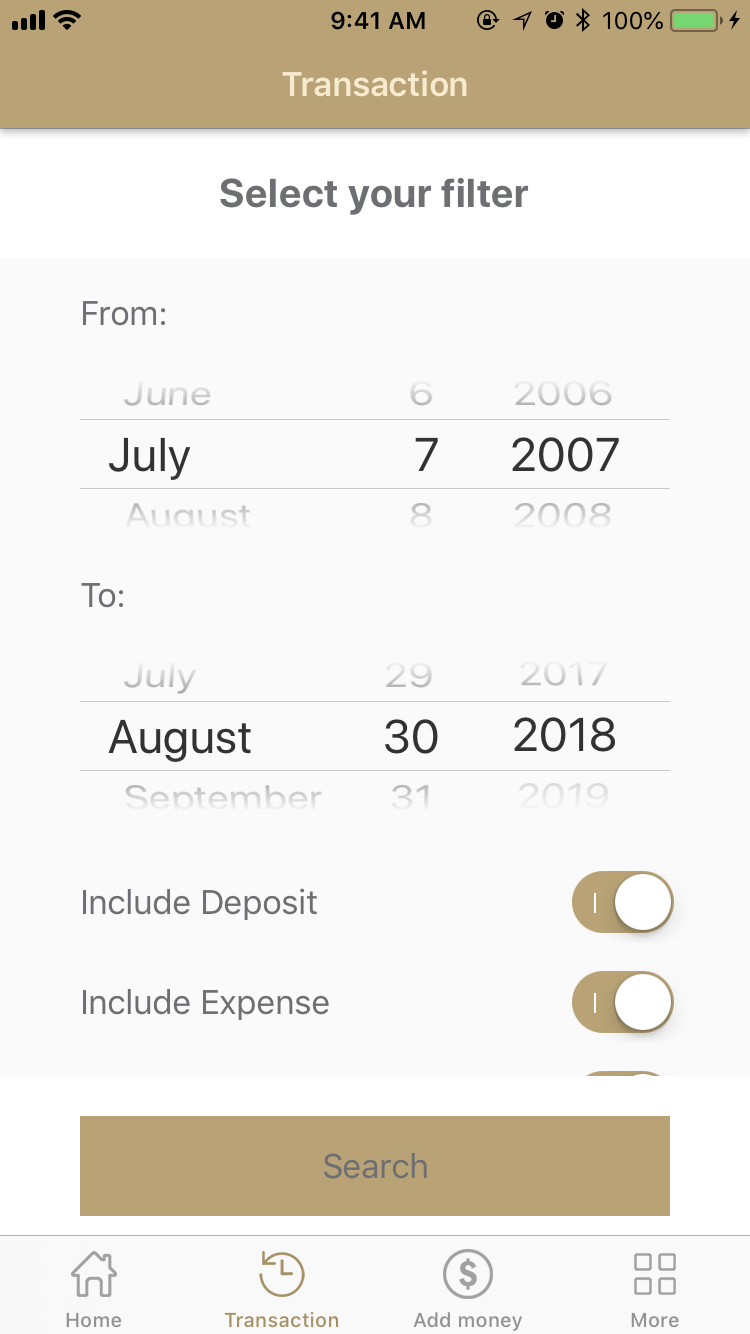 9:41 AM 100%
Transaction
Select your filter
From:
June 6 2006
July 7 2007
August 8 2008
To:
July 29 2017
August 30 2018
September 31 2019
Include Deposit
Include Expense
Search
Home Transaction Add money More